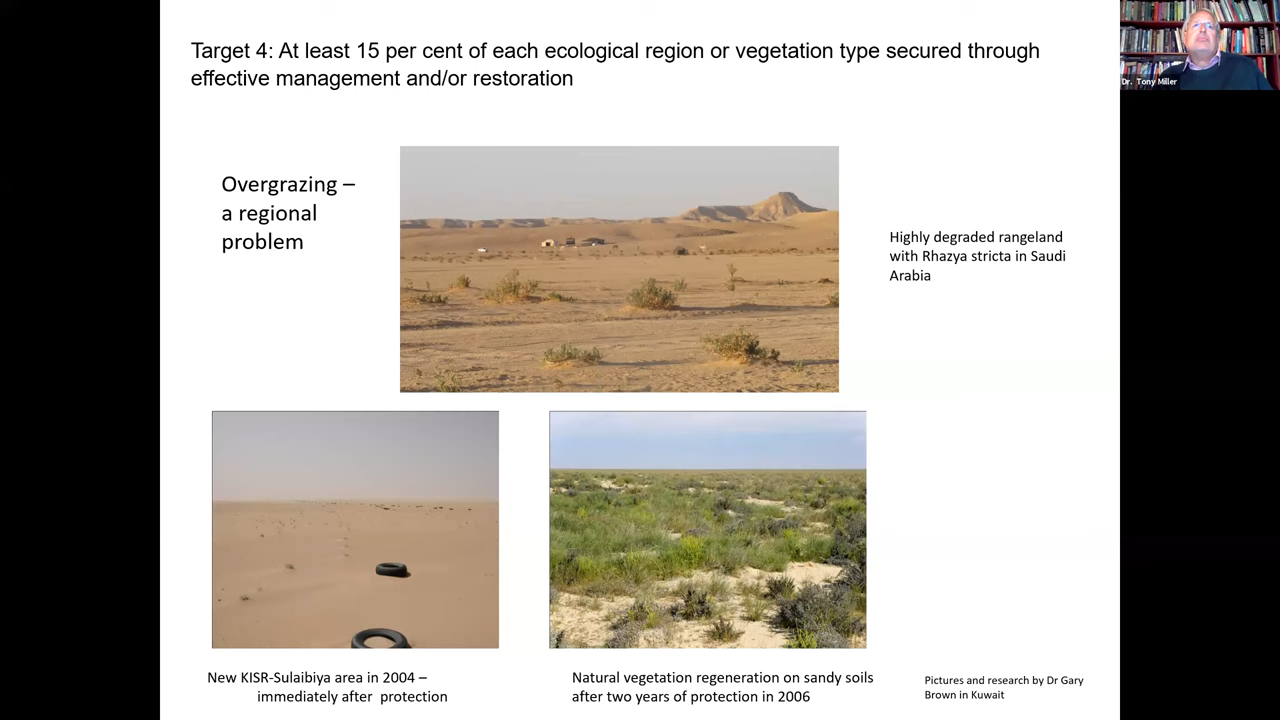 Target 4: At least 15 per cent of each ecological region or vegetation type secured through
effective management and/or restoration
Overgrazing –
a regional
problem
Highly degraded rangeland
with Rhazya stricta in Saudi
Arabia
New KISR-Sulaibiya area in 2004 –
immediately after protection
Natural vegetation regeneration on sandy soils
after two years of protection in 2006
Pictures and research by Dr Gary
Brown in Kuwait
Dr. Tony Miller